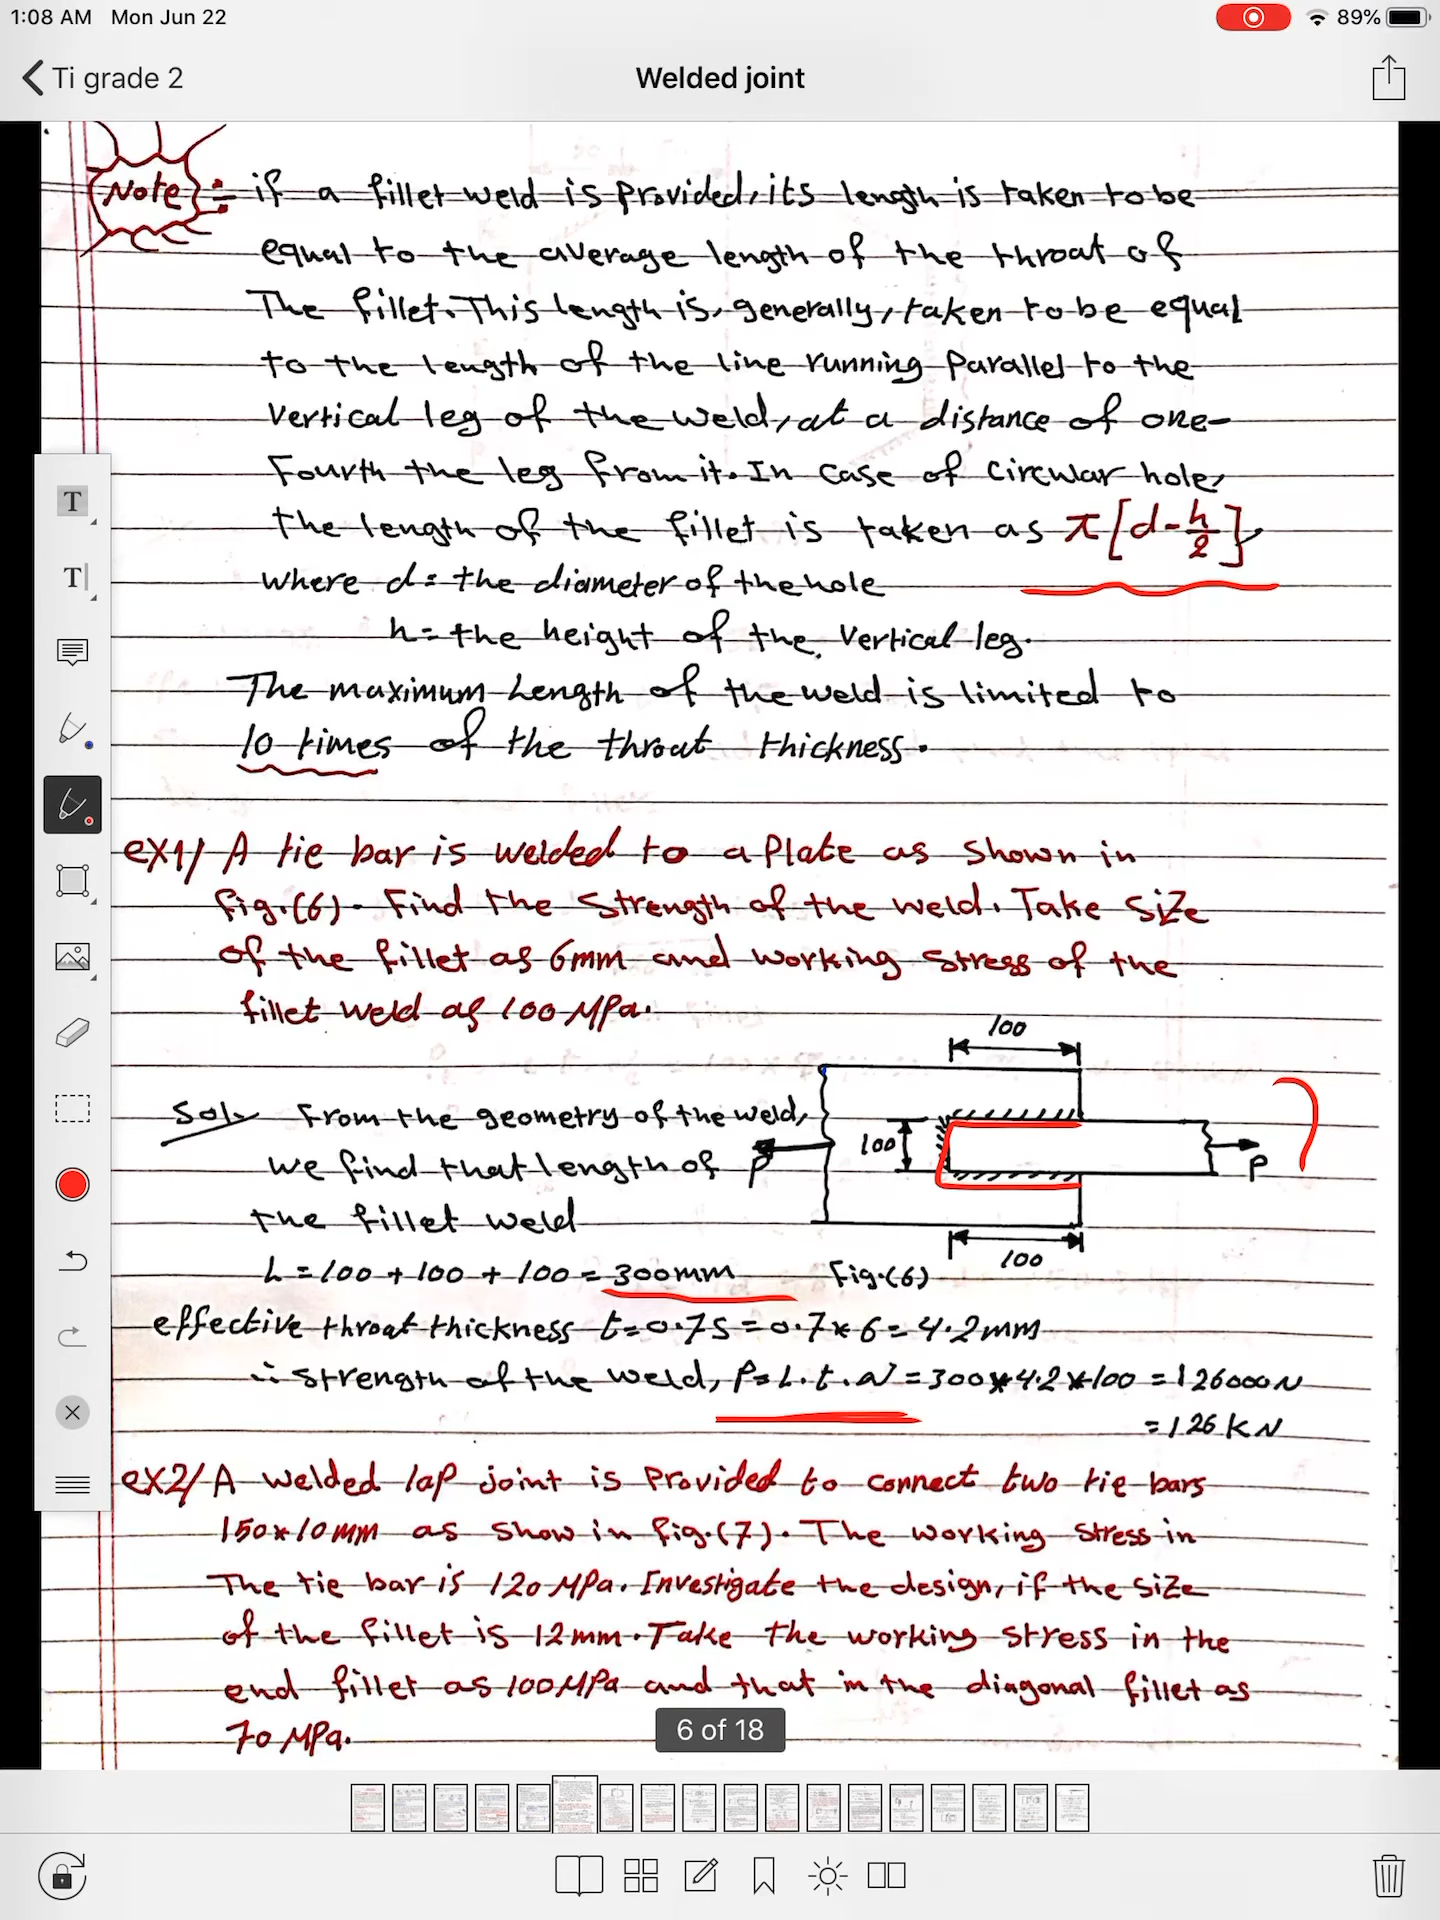 1:08 AM Mon Jun 22
89%
Ti grade 2
Welded joint
Note:- if a fillet weld is provided, its length is taken to be
equal to the average length of the throat of
The fillet. This length is, generally, taken to be equal
to the length of the line running parallel to the
vertical leg of the weld, at a distance of one-
fourth the leg from it. In case of circular hole,
the length of the fillet is taken as π[d-h/2],
where d= the diameter of the hole
h= the height of the vertical leg.
The maximum length of the weld is limited to
10 times of the throat thickness.
ex1/ A tie bar is welded to a plate as shown in
fig.(6). Find the strength of the weld. Take size
of the fillet as 6mm and working stress of the
fillet weld as 100 MPa.
100
Sol. From the geometry of the weld,
100
we find that length of
P
P
the fillet weld
100
L = 100 + 100 + 100 = 300mm
Fig.(6)
effective throat thickness t=0.7s=0.7*6=4.2mm
∴ strength of the weld, P=L.t.σ = 300*4.2*100 = 126000N
= 126 KN
ex2/ A welded lap joint is provided to connect two tie bars
150*10mm as show in fig.(7). The working stress in
The tie bar is 120 MPa. Investigate the design, if the size
of the fillet is 12mm. Take the working stress in the
end fillet as 100MPa and that in the diagonal fillet as
70 MPa.
6 of 18
T
T